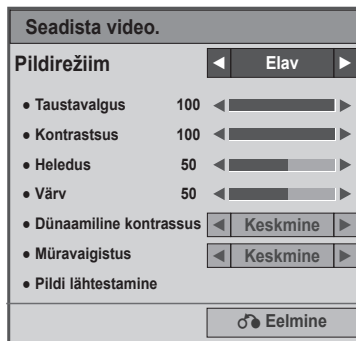 Seadista video.
Pildirežiim Elav
● Taustavalgus 100
● Kontrastsus 100
● Heledus 50
● Värv 50
● Dünaamiline kontrassus Keskmine
● Müravaigistus Keskmine
● Pildi lähtestamine
Eelmine